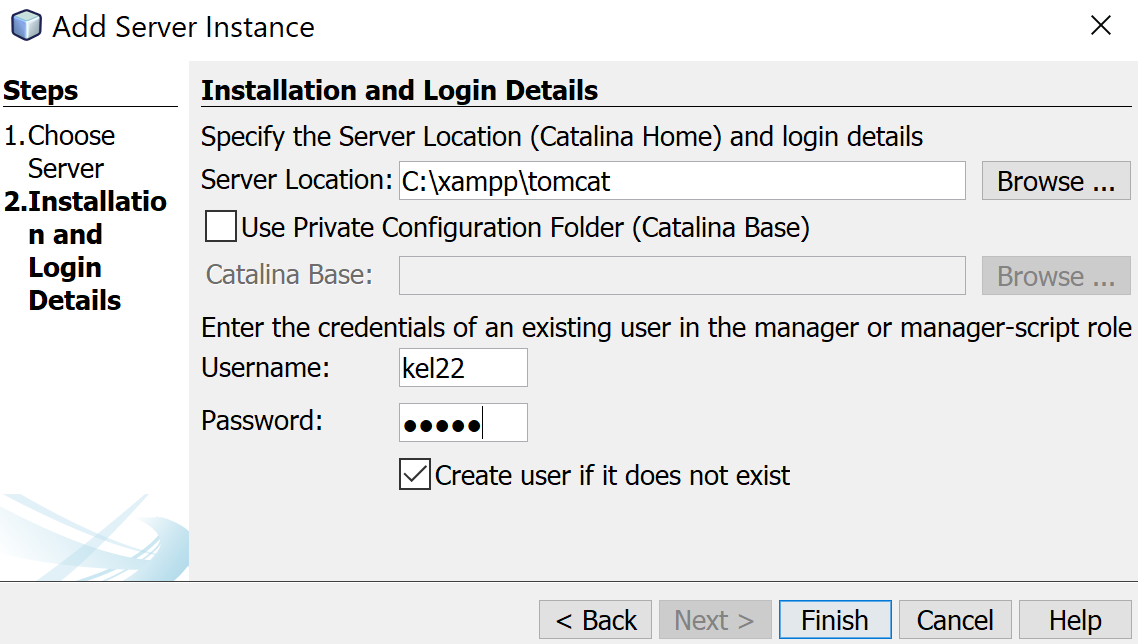 Add Server Instance
Steps
1.Choose
Server
2.Installatio
n and
Login
Details
Installation and Login Details
Specify the Server Location (Catalina Home) and login details
Server Location: C:\xampp\tomcat Browse ...
Use Private Configuration Folder (Catalina Base)
Catalina Base: Browse ...
Enter the credentials of an existing user in the manager or manager-script role
Username: kel22
Password: ●●●●●
Create user if it does not exist
< Back Next > Finish Cancel Help